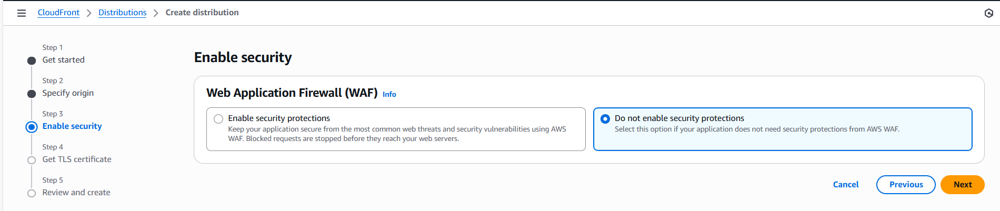 CloudFront > Distributions > Create distribution
Step 1
Get started
Step 2
Specify origin
Step 3
Enable security
Step 4
Get TLS certificate
Step 5
Review and create
Enable security
Web Application Firewall (WAF) Info
Enable security protections
Keep your application secure from the most common web threats and security vulnerabilities using AWS
WAF. Blocked requests are stopped before they reach your web servers.
Do not enable security protections
Select this option if your application does not need security protections from AWS WAF.
Cancel Previous Next